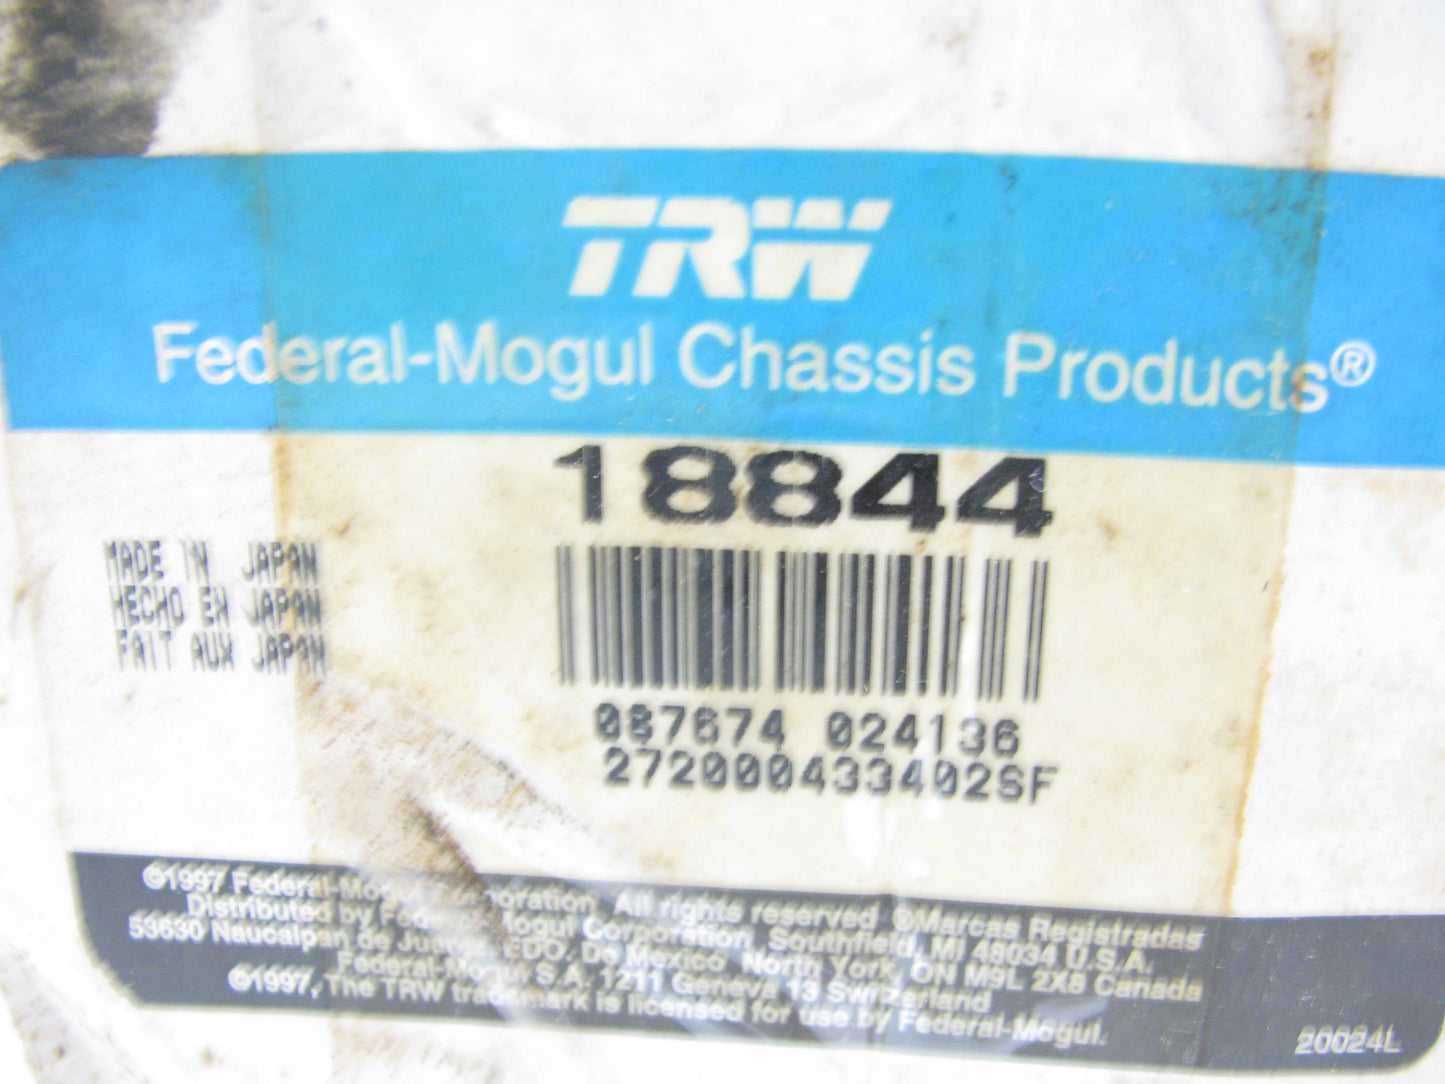 TRW
Federal-Mogul Chassis Products®
18844
MADE IN JAPAN
HECHO EN JAPAN
FAIT AUX JAPAN
087674 024136
2720004334026F
©1997 Federal-Mogul Corporation All rights reserved ®Marcas Registradas
Distributed by Federal-Mogul Corporation, Southfield, MI 48034 U.S.A.
53630 Naucalpan de Juarez, EDO. De Mexico North York, ON M9L 2X8 Canada
Federal-Mogul S.A. 1211 Geneva 13 Switzerland
©1997, The TRW trademark is licensed for use by Federal-Mogul.
20024L